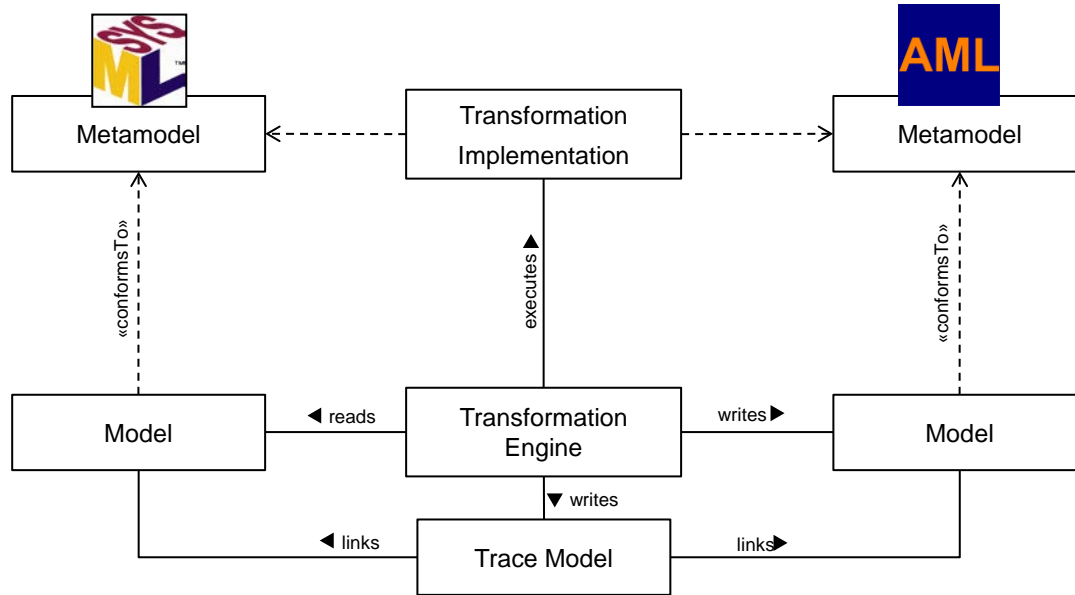 SYS
ML
TM
AML
Metamodel
Transformation
Implementation
Metamodel
«conformsTo»
executes
«conformsTo»
Model
reads
Transformation
Engine
writes
Model
writes
links
Trace Model
links